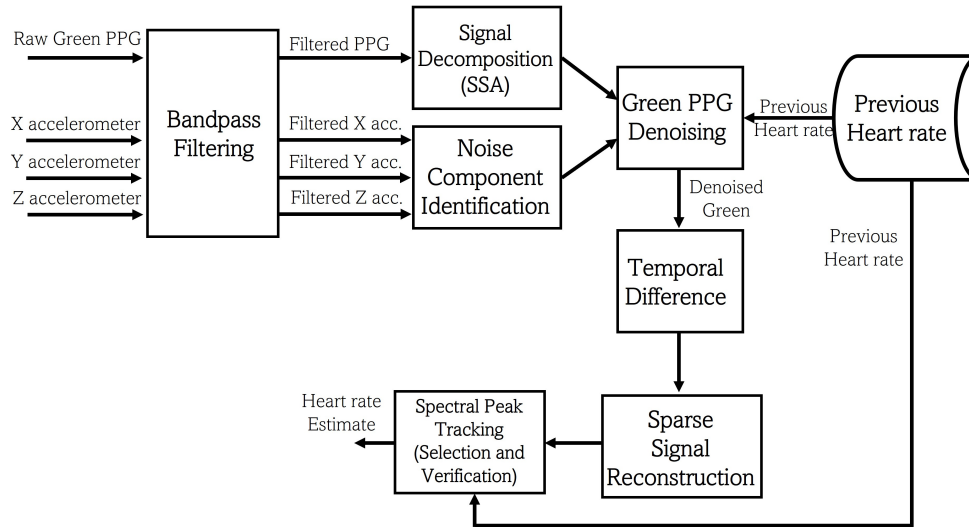 Raw Green PPG
X accelerometer
Y accelerometer
Z accelerometer
Bandpass
Filtering
Filtered PPG
Filtered X acc.
Filtered Y acc.
Filtered Z acc.
Signal
Decomposition
(SSA)
Noise
Component
Identification
Green PPG
Denoising
Previous
Heart rate
Previous
Heart rate
Denoised
Green
Previous
Heart rate
Temporal
Difference
Sparse
Signal
Reconstruction
Spectral Peak
Tracking
(Selection and
Verification)
Heart rate
Estimate